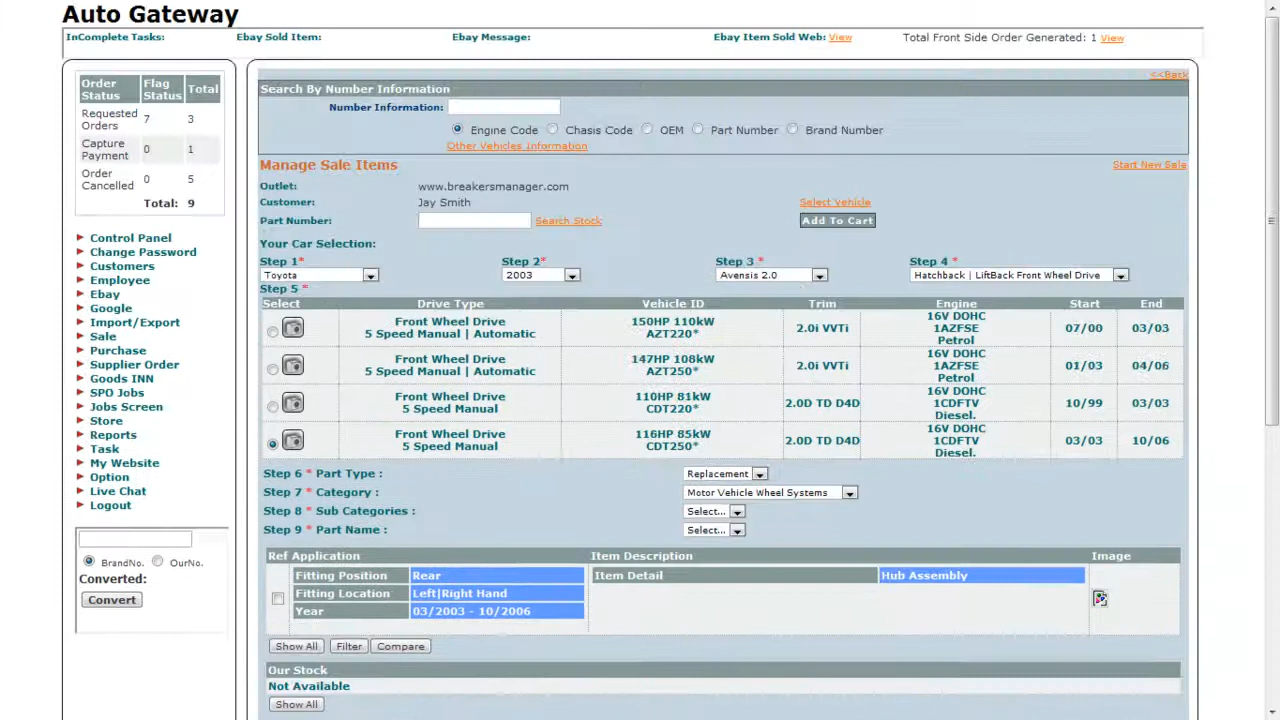 Auto Gateway
InComplete Tasks: Ebay Sold Item: Ebay Message: Ebay Item Sold Web: View Total Front Side Order Generated: 1 View
Order Status Flag Status Total
Requested Orders 7 3
Capture Payment 0 1
Order Cancelled 0 5
Total: 9
Control Panel
Change Password
Customers
Employee
Ebay
Google
Import/Export
Sale
Purchase
Supplier Order
Goods INN
SPO Jobs
Jobs Screen
Store
Reports
Task
My Website
Option
Live Chat
Logout
BrandNo. OurNo.
Converted:
Convert
<<Back
Search By Number Information
Number Information:
Engine Code Chasis Code OEM Part Number Brand Number
Other Vehicles Information
Manage Sale Items Start New Sale
Outlet: www.breakersmanager.com
Customer: Jay Smith Select Vehicle
Part Number: Search Stock Add To Cart
Your Car Selection:
Step 1* Step 2* Step 3 * Step 4 *
Toyota 2003 Avensis 2.0 Hatchback | LiftBack Front Wheel Drive
Step 5 *
Select Drive Type Vehicle ID Trim Engine Start End
Front Wheel Drive 5 Speed Manual | Automatic 150HP 110kW AZT220* 2.0i VVTi 16V DOHC 1AZFSE Petrol 07/00 03/03
Front Wheel Drive 5 Speed Manual | Automatic 147HP 108kW AZT250* 2.0i VVTi 16V DOHC 1AZFSE Petrol 01/03 04/06
Front Wheel Drive 5 Speed Manual 110HP 81kW CDT220* 2.0D TD D4D 16V DOHC 1CDFTV Diesel. 10/99 03/03
Front Wheel Drive 5 Speed Manual 116HP 85kW CDT250* 2.0D TD D4D 16V DOHC 1CDFTV Diesel. 03/03 10/06
Step 6 * Part Type : Replacement
Step 7 * Category : Motor Vehicle Wheel Systems
Step 8 * Sub Categories : Select...
Step 9 * Part Name : Select...
Ref Application Item Description Image
Fitting Position Rear Item Detail Hub Assembly
Fitting Location Left|Right Hand
Year 03/2003 - 10/2006
Show All Filter Compare
Our Stock
Not Available
Show All